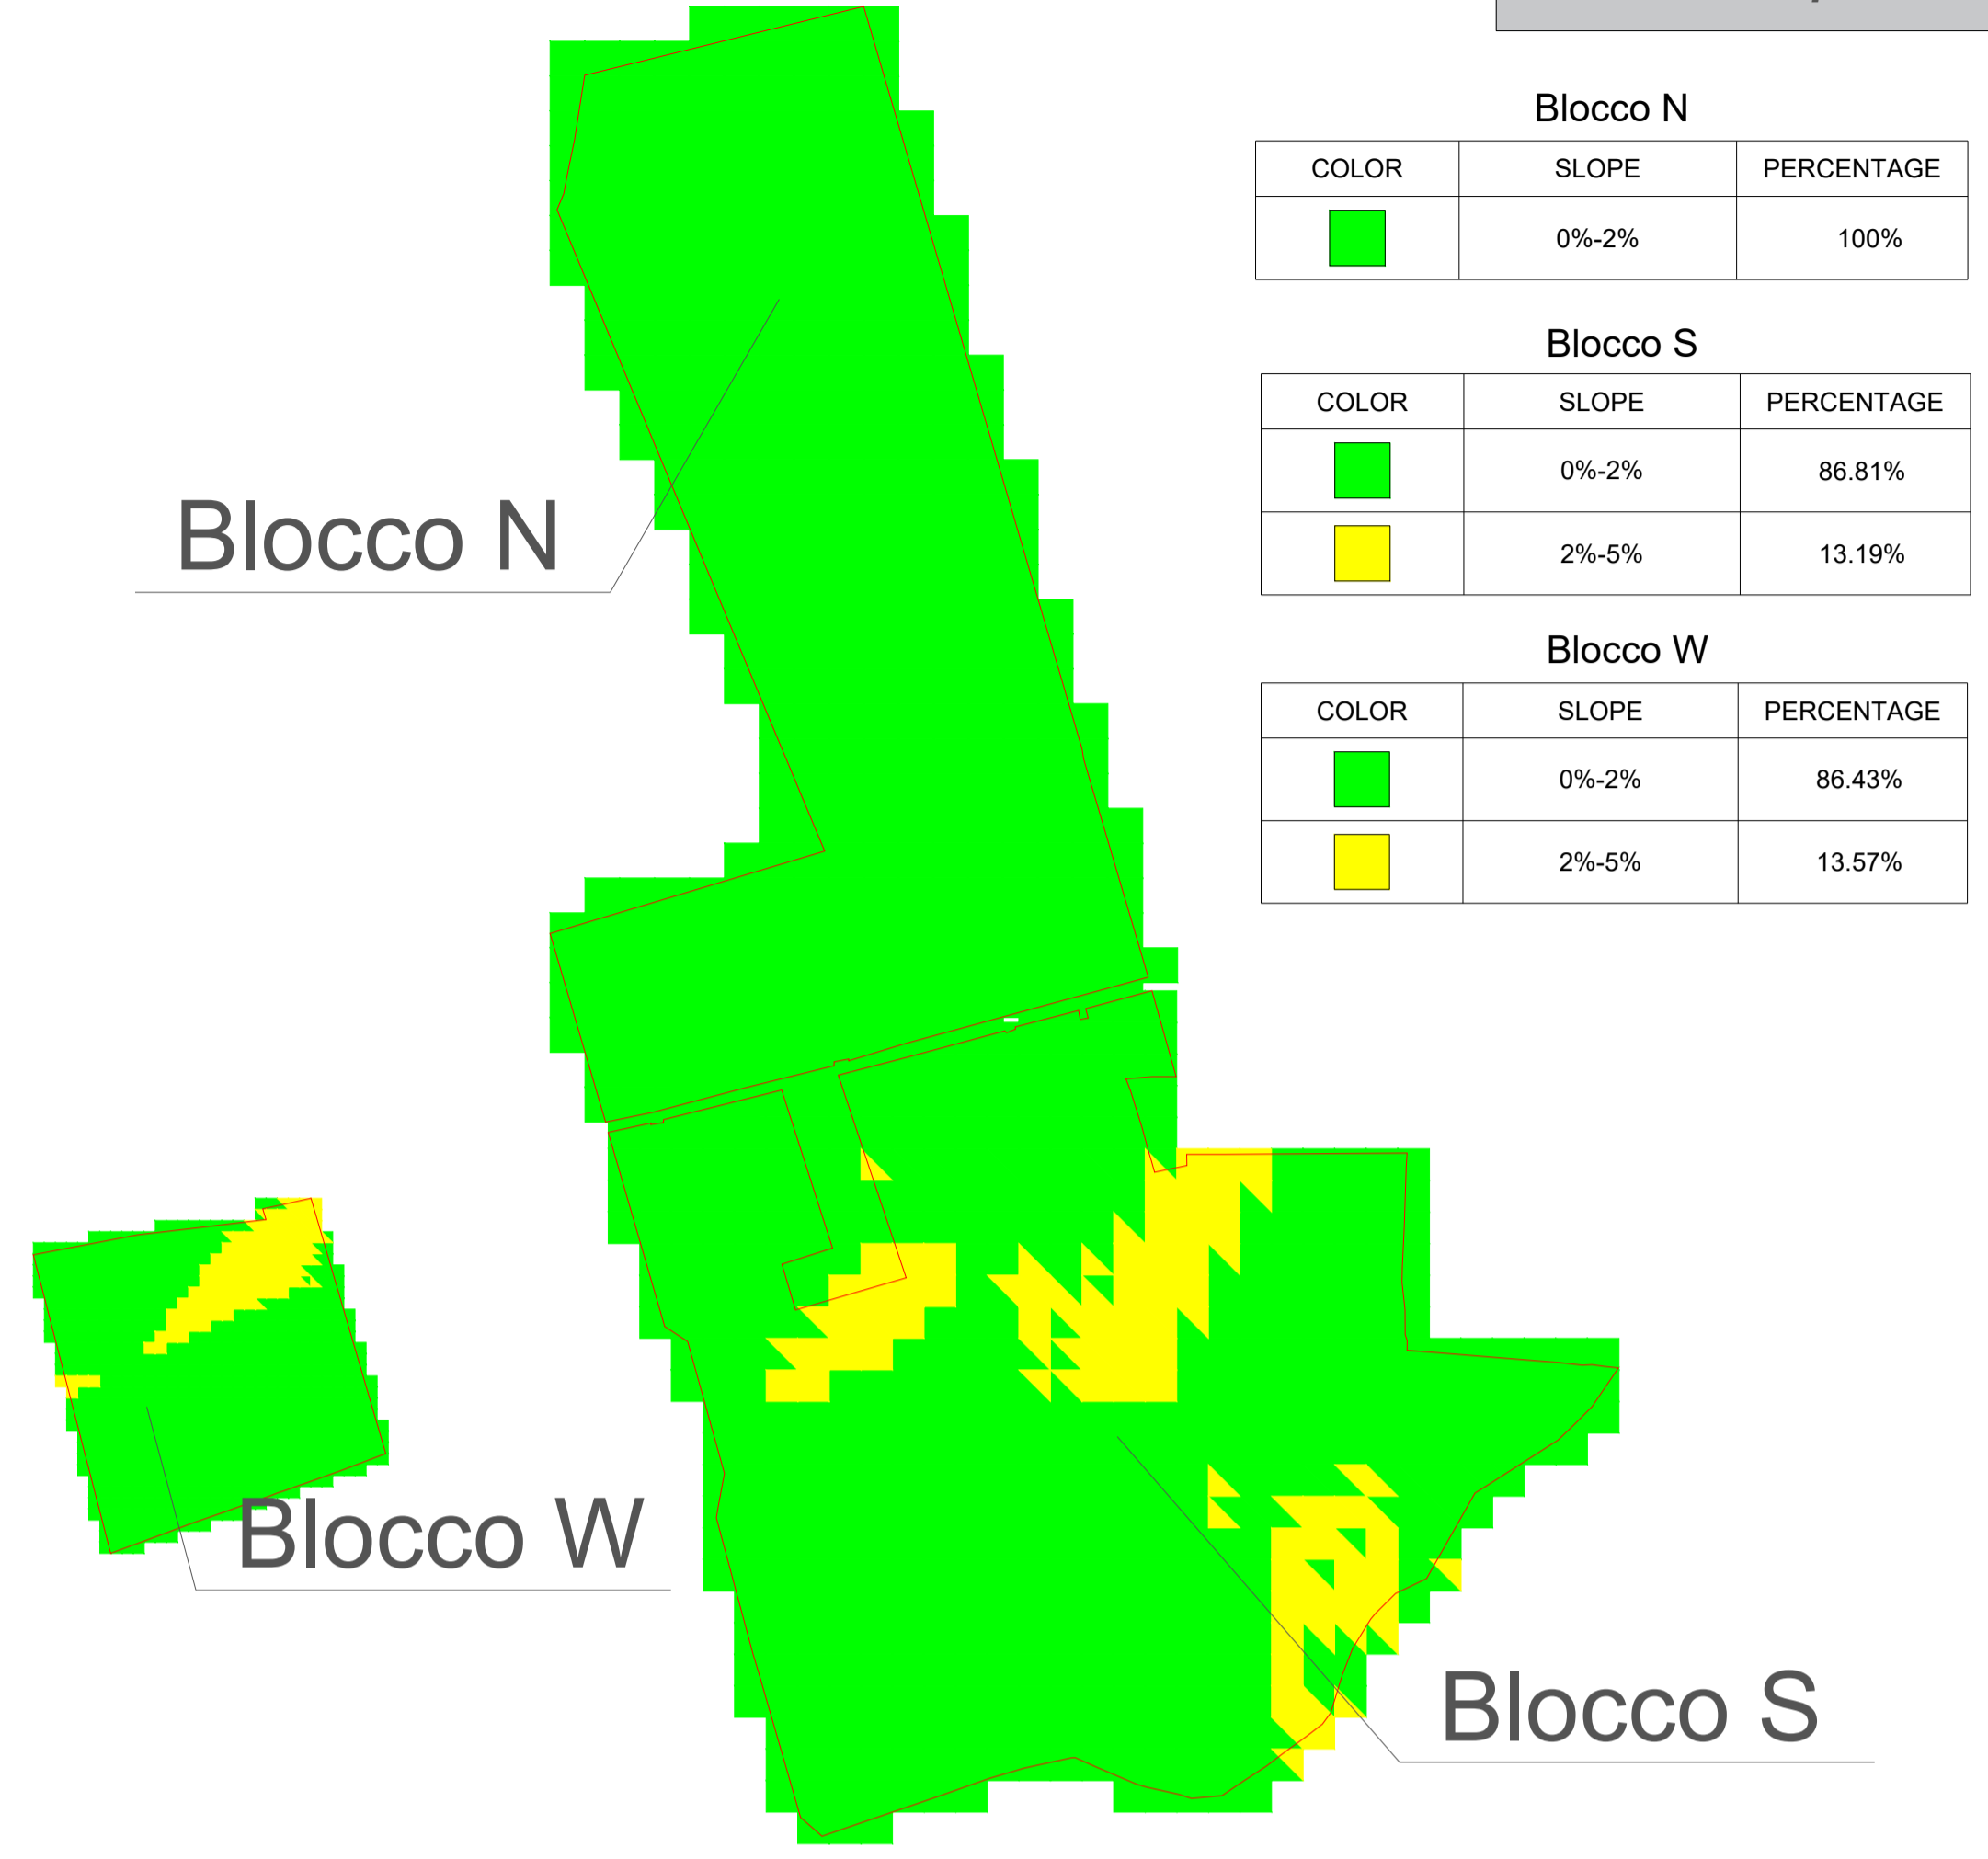 Blocco N
COLOR SLOPE PERCENTAGE
0%-2% 100%
Blocco S
COLOR SLOPE PERCENTAGE
0%-2% 86.81%
2%-5% 13.19%
Blocco W
COLOR SLOPE PERCENTAGE
0%-2% 86.43%
2%-5% 13.57%
Blocco N
Blocco W
Blocco S